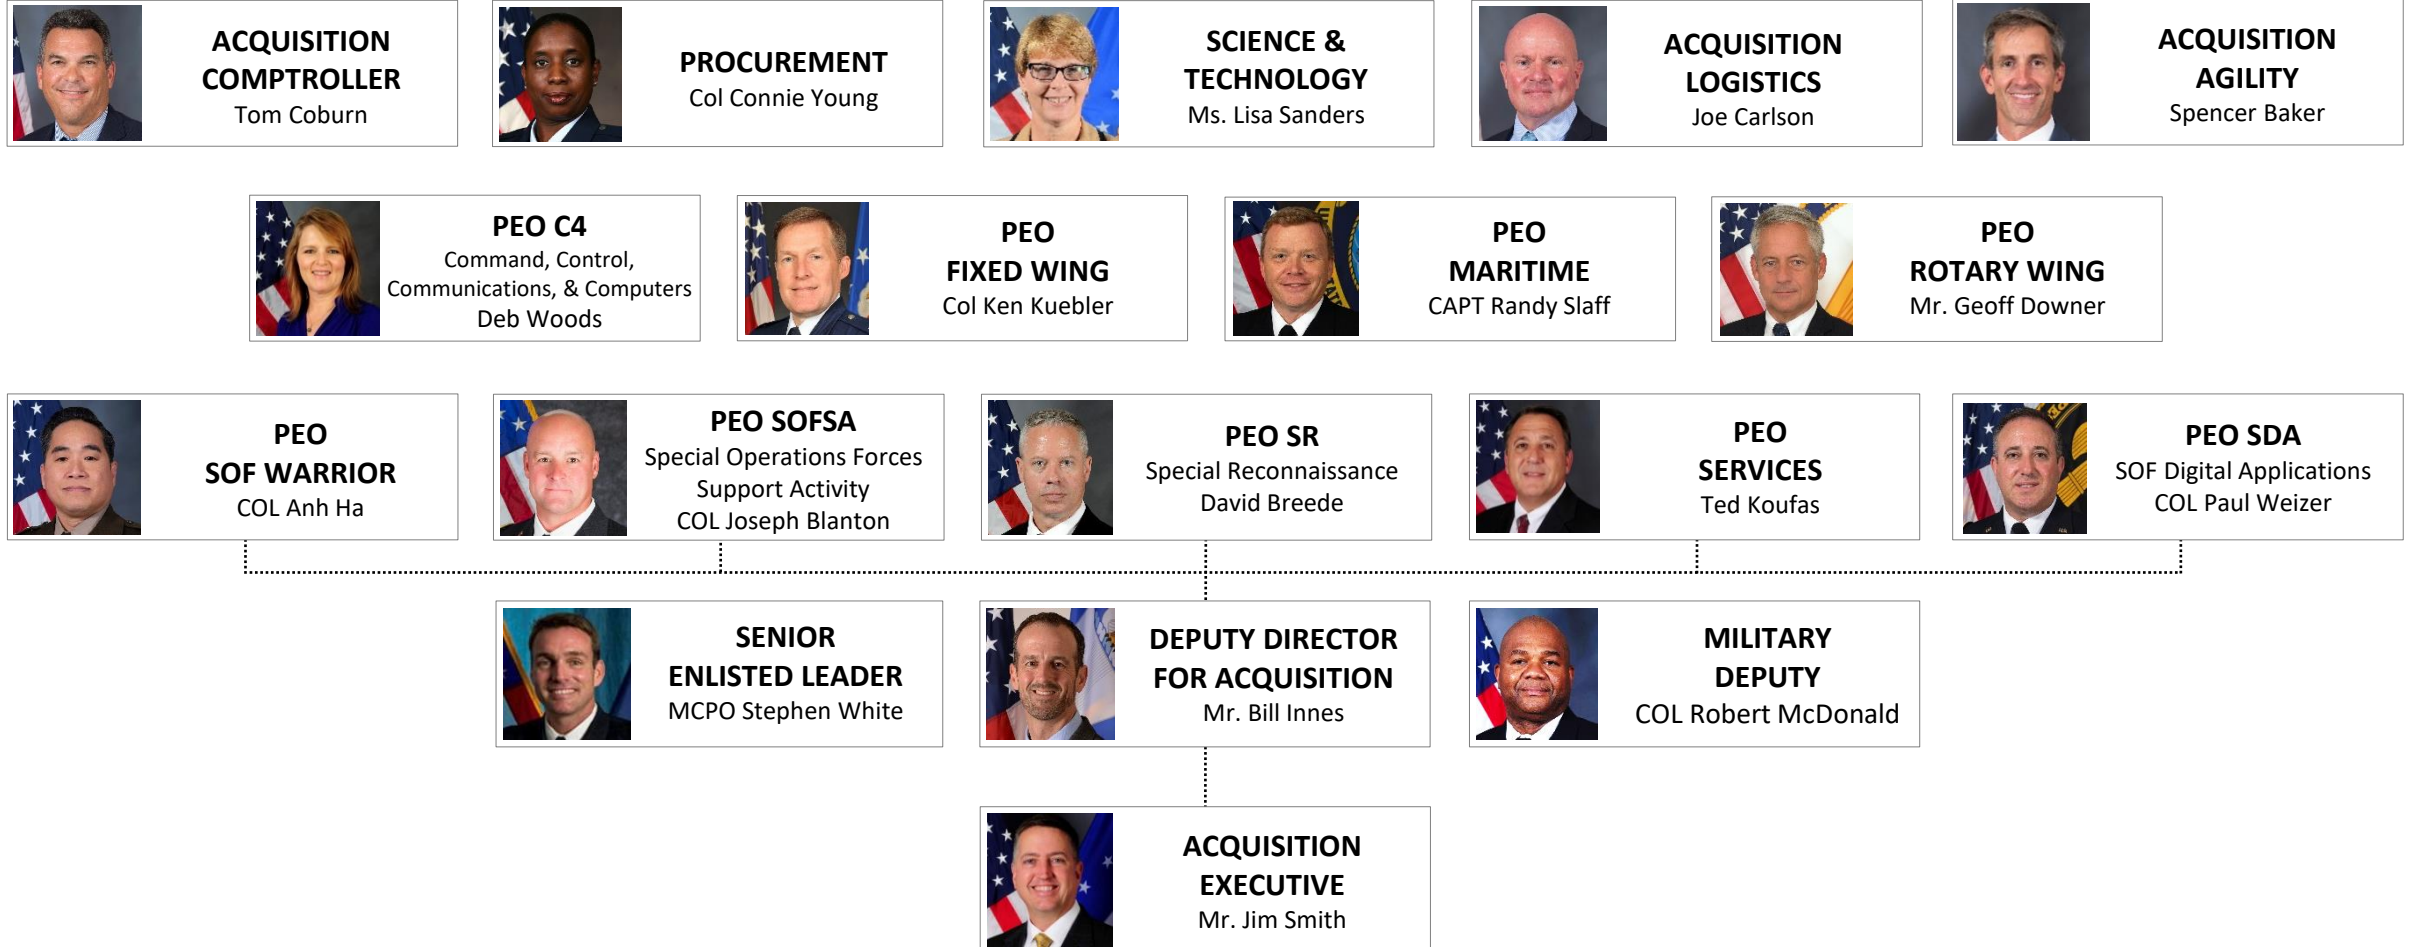 ACQUISITION
COMPTROLLER
Tom Coburn
PROCUREMENT
Col Connie Young
SCIENCE &
TECHNOLOGY
Ms. Lisa Sanders
ACQUISITION
LOGISTICS
Joe Carlson
ACQUISITION
AGILITY
Spencer Baker
PEO C4
Command, Control,
Communications, & Computers
Deb Woods
PEO
FIXED WING
Col Ken Kuebler
PEO
MARITIME
CAPT Randy Slaff
PEO
ROTARY WING
Mr. Geoff Downer
PEO
SOF WARRIOR
COL Anh Ha
PEO SOFSA
Special Operations Forces
Support Activity
COL Joseph Blanton
PEO SR
Special Reconnaissance
David Breede
PEO
SERVICES
Ted Koufas
PEO SDA
SOF Digital Applications
COL Paul Weizer
SENIOR
ENLISTED LEADER
MCPO Stephen White
DEPUTY DIRECTOR
FOR ACQUISITION
Mr. Bill Innes
MILITARY
DEPUTY
COL Robert McDonald
ACQUISITION
EXECUTIVE
Mr. Jim Smith